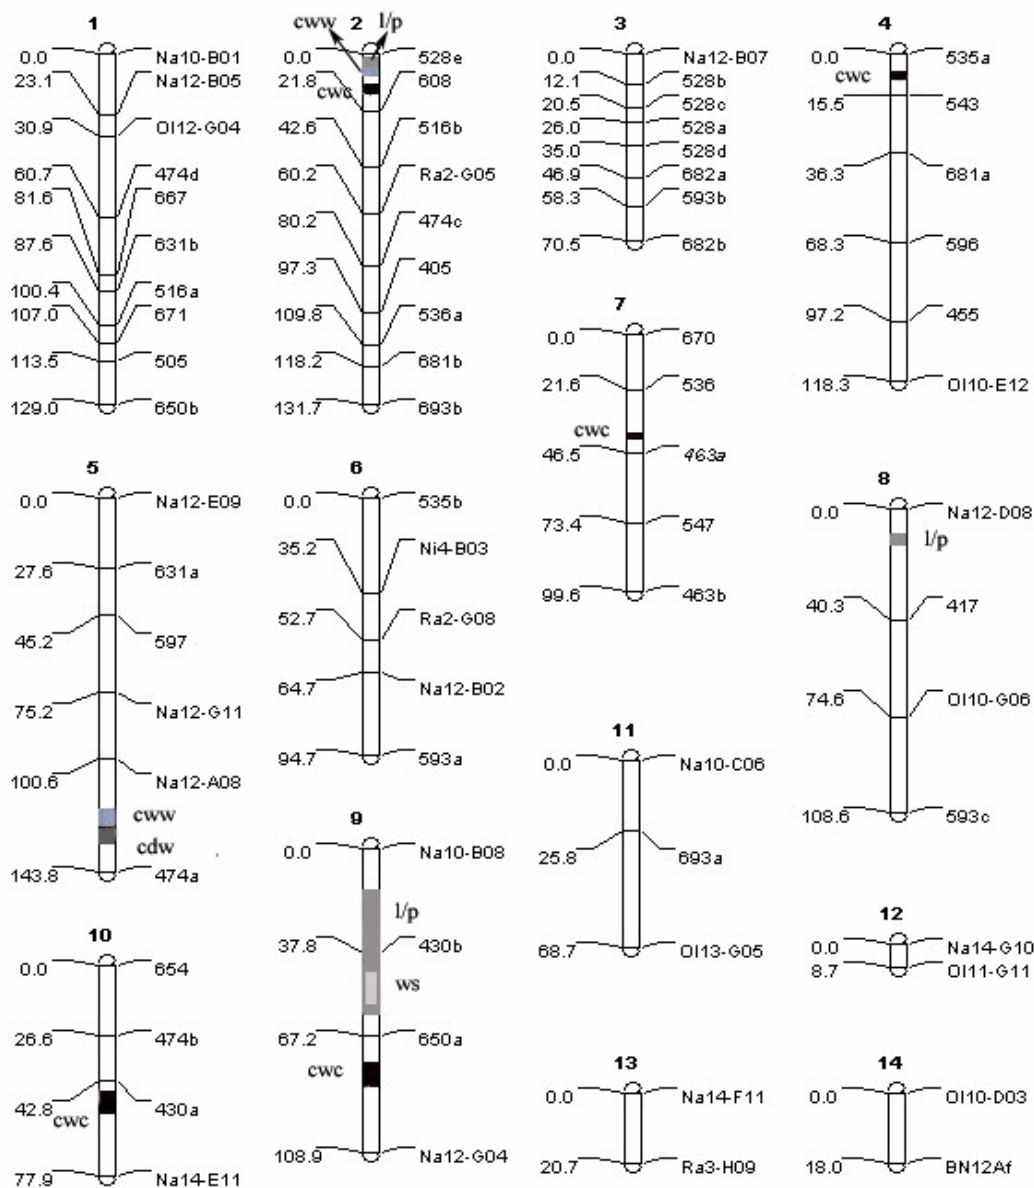 1
0.0 Na10-B01
23.1 Na12-B05
30.9 Ol12-G04
60.7 474d
81.6 667
87.6 631b
100.4 516a
107.0 671
113.5 505
129.0 650b
2
cww l/p
0.0 528e
21.8 608
cwc
42.6 516b
60.2 Ra2-G05
80.2 474c
97.3 405
109.8 536a
118.2 681b
131.7 693b
3
0.0 Na12-B07
12.1 528b
20.5 528c
26.0 528a
35.0 528d
46.9 682a
58.3 593b
70.5 682b
4
0.0 535a
cwc
15.5 543
36.3 681a
68.3 596
97.2 455
118.3 Ol10-E12
5
0.0 Na12-E09
27.6 631a
45.2 597
75.2 Na12-G11
100.6 Na12-A08
cww
cdw
143.8 474a
6
0.0 535b
35.2 Ni4-B03
52.7 Ra2-G08
64.7 Na12-B02
94.7 593a
7
0.0 670
21.6 536
cwc
46.5 463a
73.4 547
99.6 463b
8
0.0 Na12-D08
l/p
40.3 417
74.6 Ol10-G06
108.6 593c
9
0.0 Na10-B08
l/p
37.8 430b
ws
67.2 650a
cwc
108.9 Na12-G04
10
0.0 654
26.6 474b
42.8 430a
cwc
77.9 Na14-E11
11
0.0 Na10-C06
25.8 693a
68.7 Ol13-G05
12
0.0 Na14-G10
8.7 Ol11-G11
13
0.0 Na14-F11
20.7 Ra3-H09
14
0.0 Ol10-D03
18.0 BN12Af